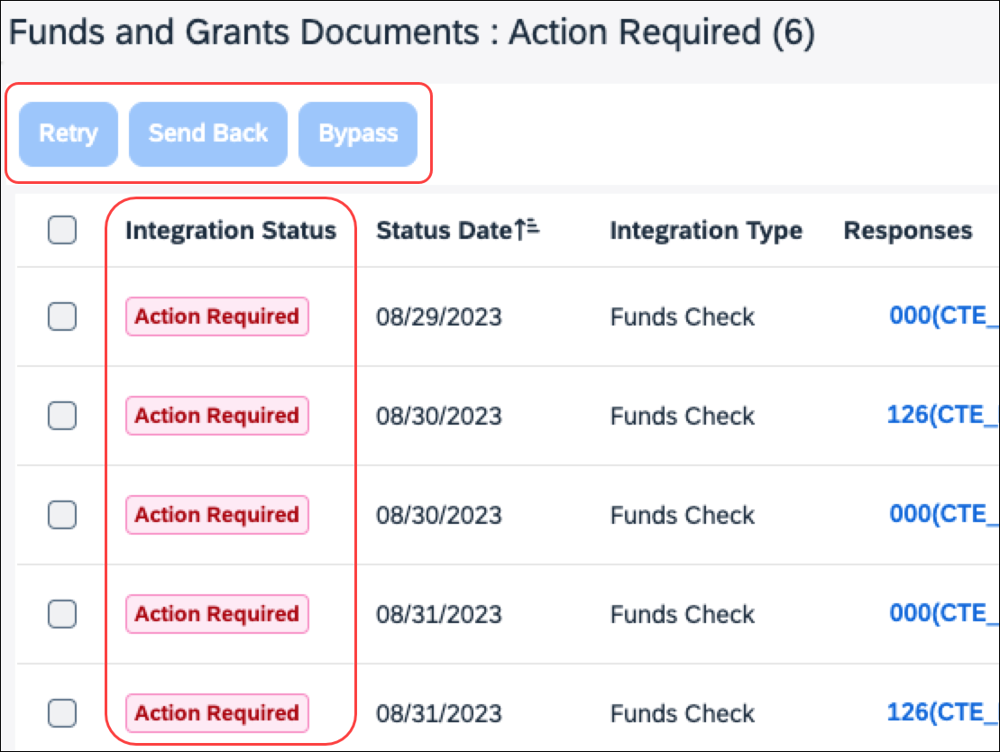 Funds and Grants Documents : Action Required (6)
Retry Send Back Bypass
Integration Status Status Date Integration Type Responses
Action Required 08/29/2023 Funds Check 000(CTE_
Action Required 08/30/2023 Funds Check 126(CTE_
Action Required 08/30/2023 Funds Check 000(CTE_
Action Required 08/31/2023 Funds Check 000(CTE_
Action Required 08/31/2023 Funds Check 126(CTE_